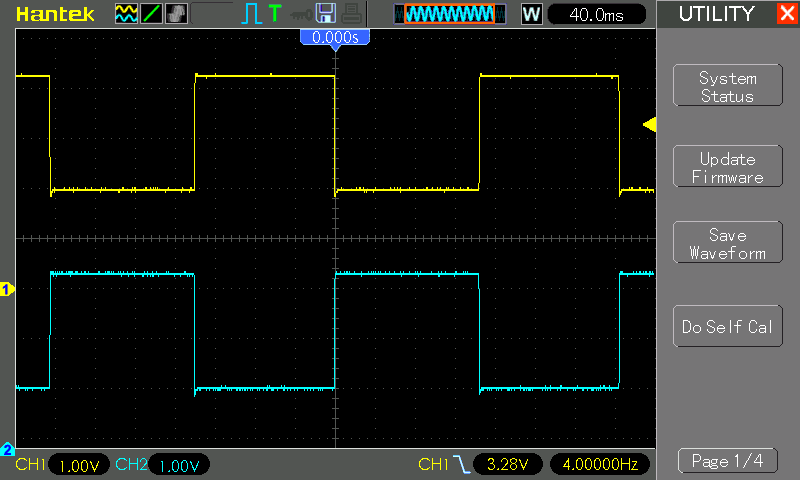 Hantek
T
W
40.0ms
UTILITY
0.000s
System
Status
Update
Firmware
Save
Waveform
1
Do Self Cal
2
CH1 1.00V CH2 1.00V CH1 3.28V 4.00000Hz
Page 1/4